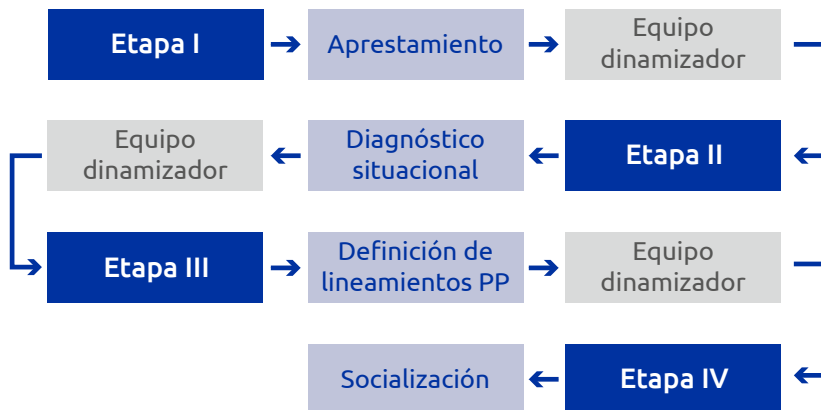 Etapa I
Aprestamiento
Equipo
dinamizador
Etapa II
Diagnóstico
situacional
Equipo
dinamizador
Etapa III
Definición de
lineamientos PP
Equipo
dinamizador
Etapa IV
Socialización